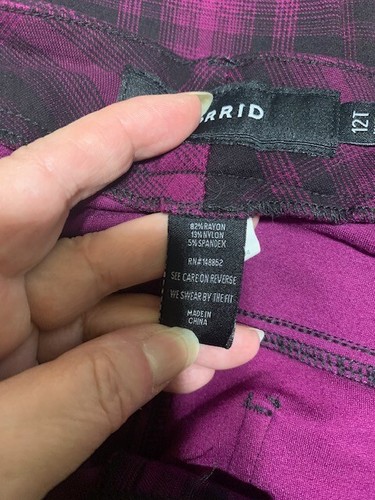 RRID
12T
82%RAYON
13%NYLON
5%SPANDEX
RN#148952
SEE CARE ON REVERSE
WE SWEAR BY THE FIT
MADE IN
CHINA